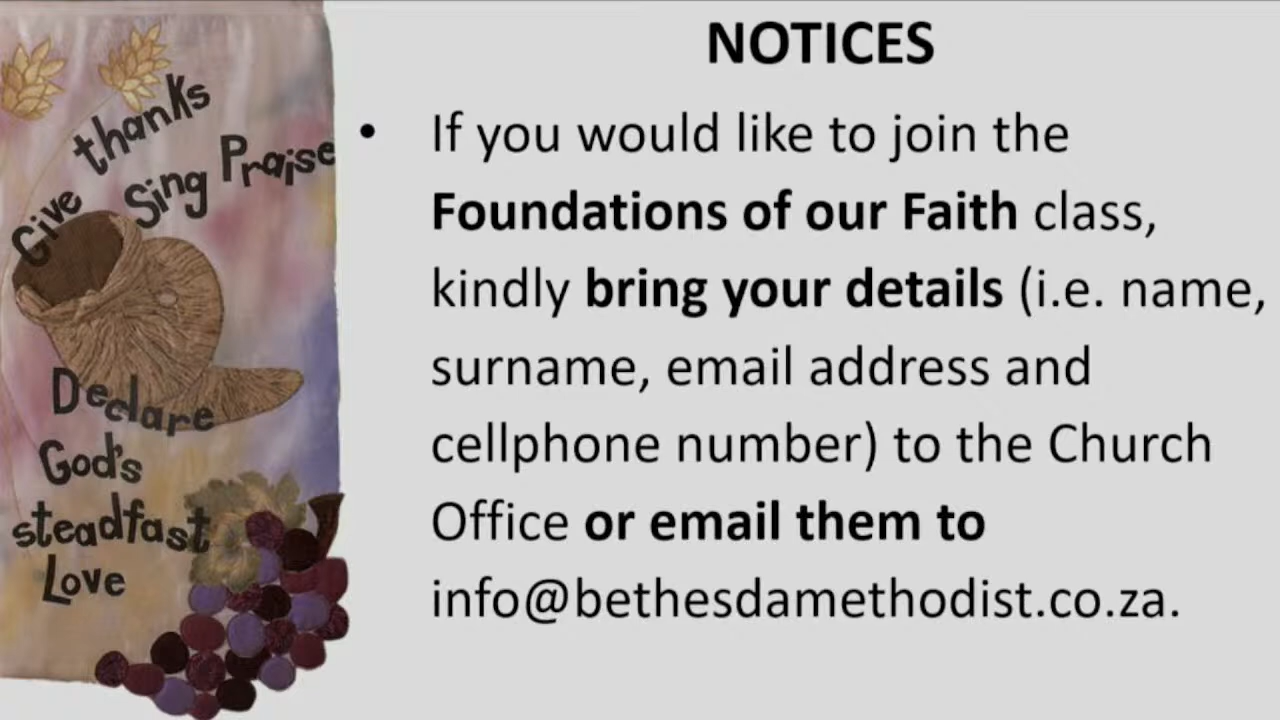 Give thanks
Sing Praise
Declare
God's
steadfast
Love
NOTICES
• If you would like to join the
Foundations of our Faith class,
kindly bring your details (i.e. name,
surname, email address and
cellphone number) to the Church
Office or email them to
info@bethesdamethodist.co.za.